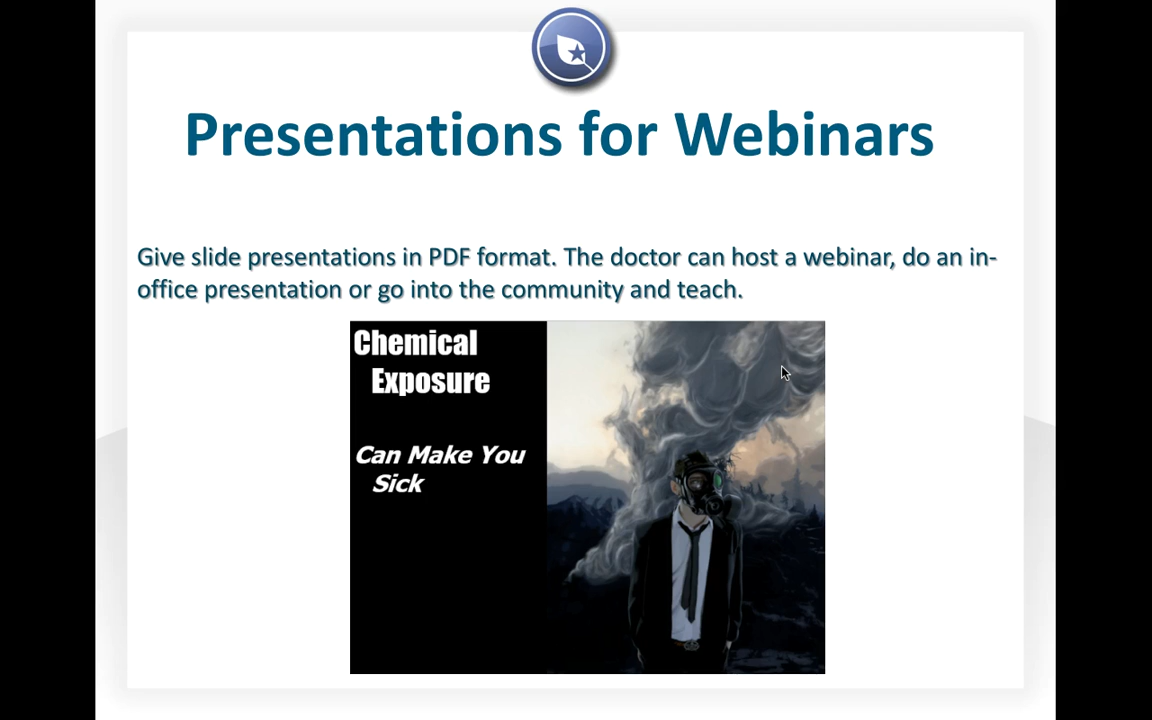 Presentations for Webinars
Give slide presentations in PDF format. The doctor can host a webinar, do an in-
office presentation or go into the community and teach.
Chemical
Exposure
Can Make You
Sick